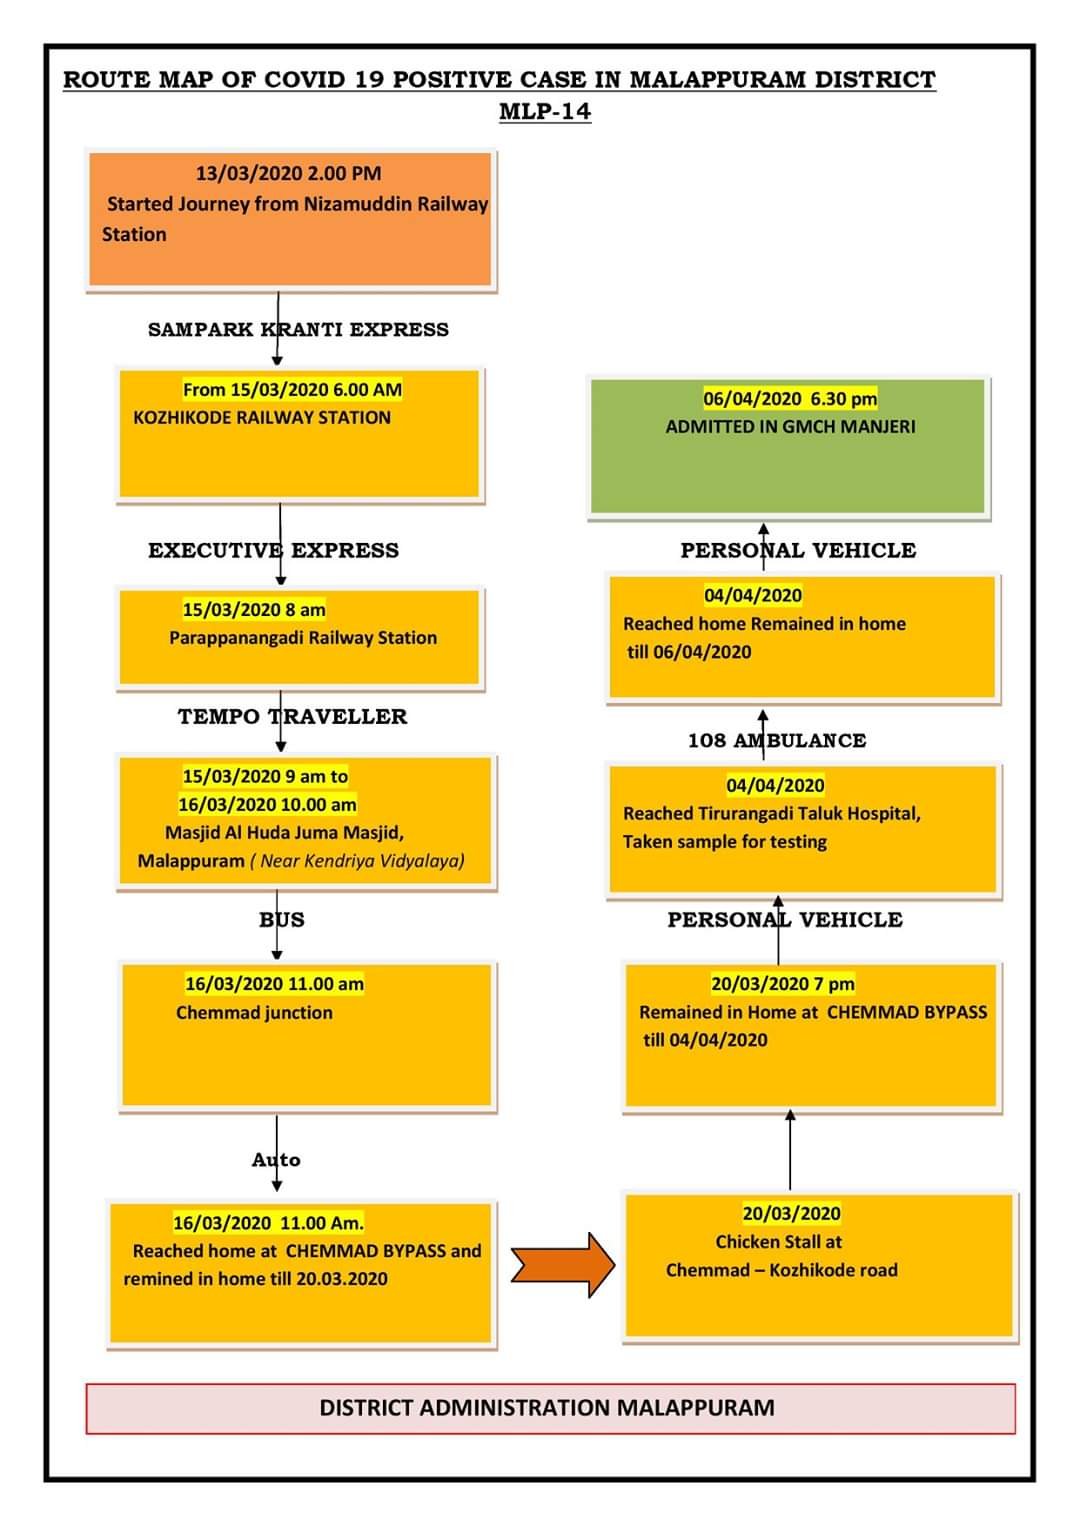 ROUTE MAP OF COVID 19 POSITIVE CASE IN MALAPPURAM DISTRICT
MLP-14
13/03/2020 2.00 PM
Started Journey from Nizamuddin Railway
Station
SAMPARK KRANTI EXPRESS
From 15/03/2020 6.00 AM
KOZHIKODE RAILWAY STATION
EXECUTIVE EXPRESS
15/03/2020 8 am
Parappanangadi Railway Station
TEMPO TRAVELLER
15/03/2020 9 am to
16/03/2020 10.00 am
Masjid Al Huda Juma Masjid,
Malappuram ( Near Kendriya Vidyalaya)
BUS
16/03/2020 11.00 am
Chemmad junction
Auto
16/03/2020 11.00 Am.
Reached home at CHEMMAD BYPASS and
remined in home till 20.03.2020
20/03/2020
Chicken Stall at
Chemmad – Kozhikode road
20/03/2020 7 pm
Remained in Home at CHEMMAD BYPASS
till 04/04/2020
PERSONAL VEHICLE
04/04/2020
Reached Tirurangadi Taluk Hospital,
Taken sample for testing
108 AMBULANCE
04/04/2020
Reached home Remained in home
till 06/04/2020
PERSONAL VEHICLE
06/04/2020 6.30 pm
ADMITTED IN GMCH MANJERI
DISTRICT ADMINISTRATION MALAPPURAM